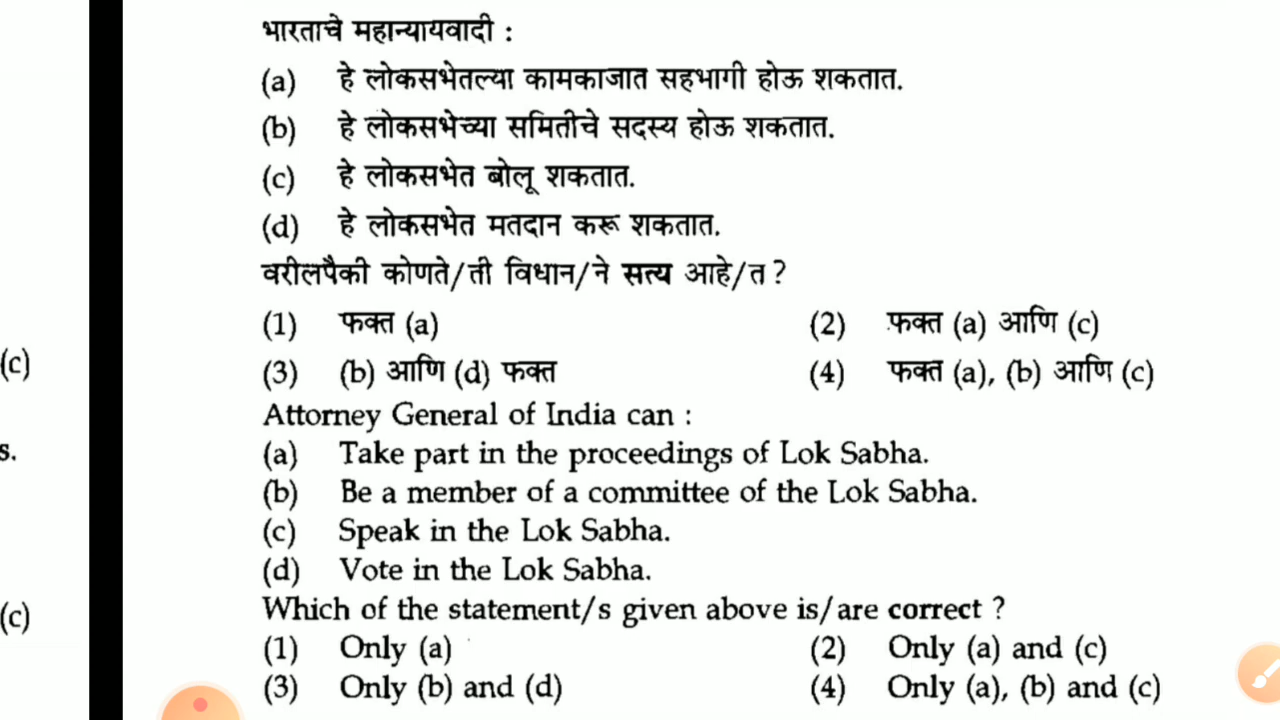 भारताचे महान्यायवादी :
(a) हे लोकसभेतल्या कामकाजात सहभागी होऊ शकतात.
(b) हे लोकसभेच्या समितीचे सदस्य होऊ शकतात.
(c) हे लोकसभेत बोलू शकतात.
(d) हे लोकसभेत मतदान करू शकतात.
वरीलपैकी कोणते/ती विधान/ने सत्य आहे/त ?
(1) फक्त (a) (2) फक्त (a) आणि (c)
(c)
(3) (b) आणि (d) फक्त (4) फक्त (a), (b) आणि (c)
Attorney General of India can :
s.
(a) Take part in the proceedings of Lok Sabha.
(b) Be a member of a committee of the Lok Sabha.
(c) Speak in the Lok Sabha.
(d) Vote in the Lok Sabha.
(c)
Which of the statement/s given above is/are correct ?
(1) Only (a) (2) Only (a) and (c)
(3) Only (b) and (d) (4) Only (a), (b) and (c)